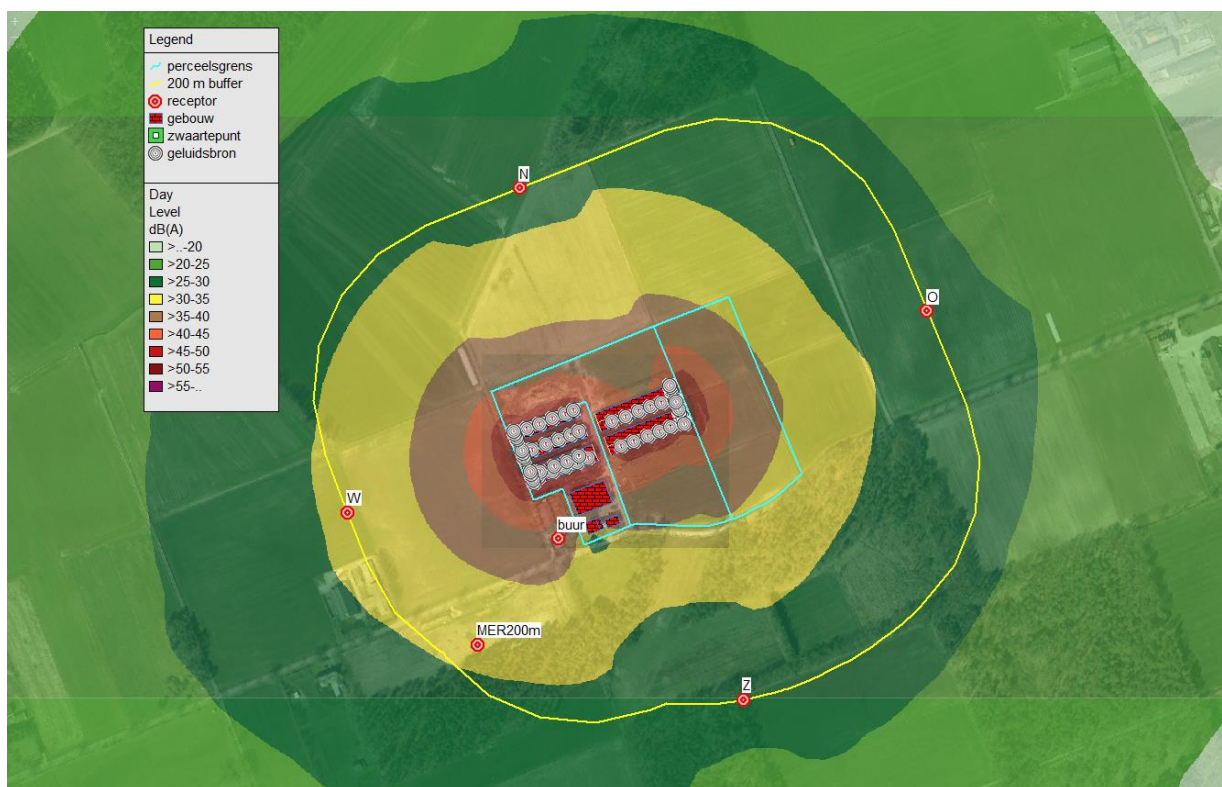 Legend
perceelsgrens
200 m buffer
receptor
gebouw
zwaartepunt
geluidsbron
Day
Level
dB(A)
>..-20
>20-25
>25-30
>30-35
>35-40
>40-45
>45-50
>50-55
>55-..
N
O
W
buur
MER200m
Z